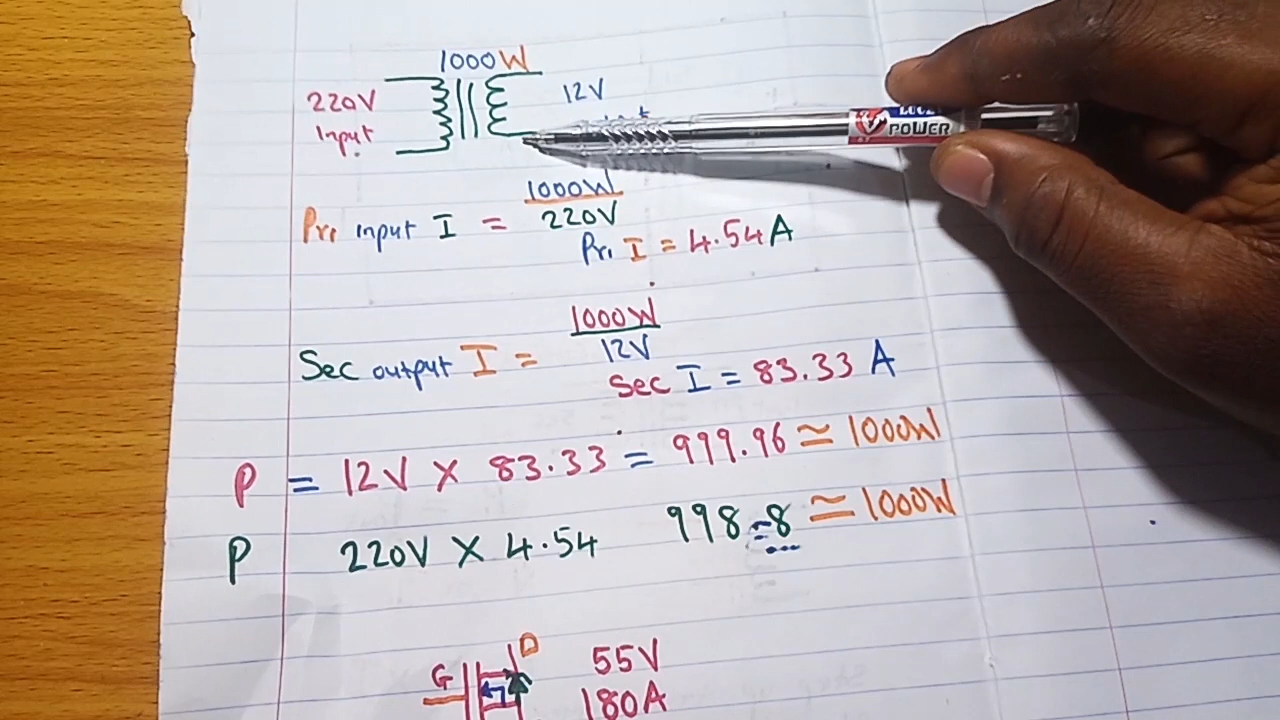 1000W
220V
Input
12V
POWER
1000W
Pri input I = 220V
Pri I = 4.54A
1000W
Sec output I = 12V
Sec I = 83.33 A
P = 12V X 83.33 = 999.96 ≃ 1000W
P 220V X 4.54 998.8 ≃ 1000W
D
G 55V
180A